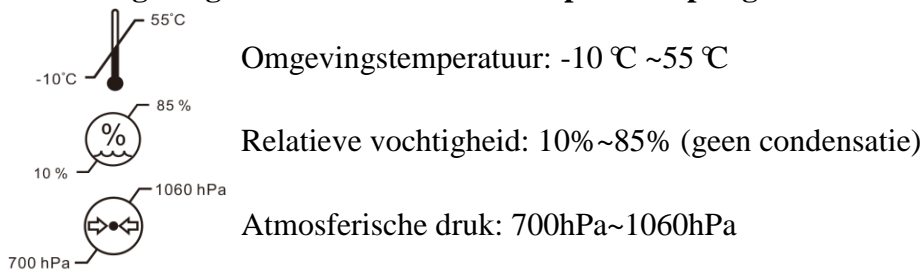 55°C
-10°C
Omgevingstemperatuur: -10 ℃ ~55 ℃
85 %
%
10 %
Relatieve vochtigheid: 10%~85% (geen condensatie)
1060 hPa
700 hPa
Atmosferische druk: 700hPa~1060hPa